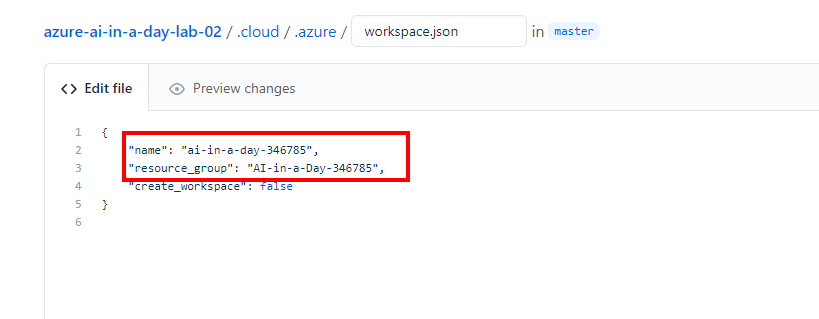 azure-ai-in-a-day-lab-02 / .cloud / .azure / workspace.json in master
<> Edit file Preview changes
1 {
2 "name": "ai-in-a-day-346785",
3 "resource_group": "AI-in-a-Day-346785",
4 "create_workspace": false
5 }
6